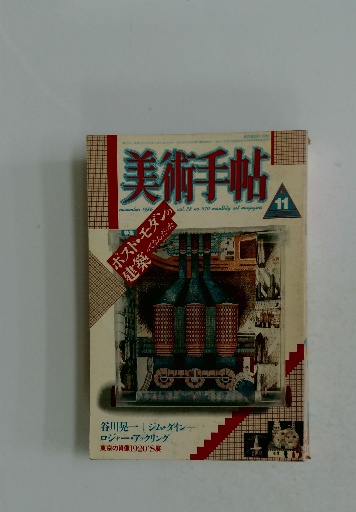 美術手帖
11
特集
ポスト・モダンの
建築
谷川晃一 | ジム・ダイン
ロジャー・アックリング
東京の肖像1920'S展